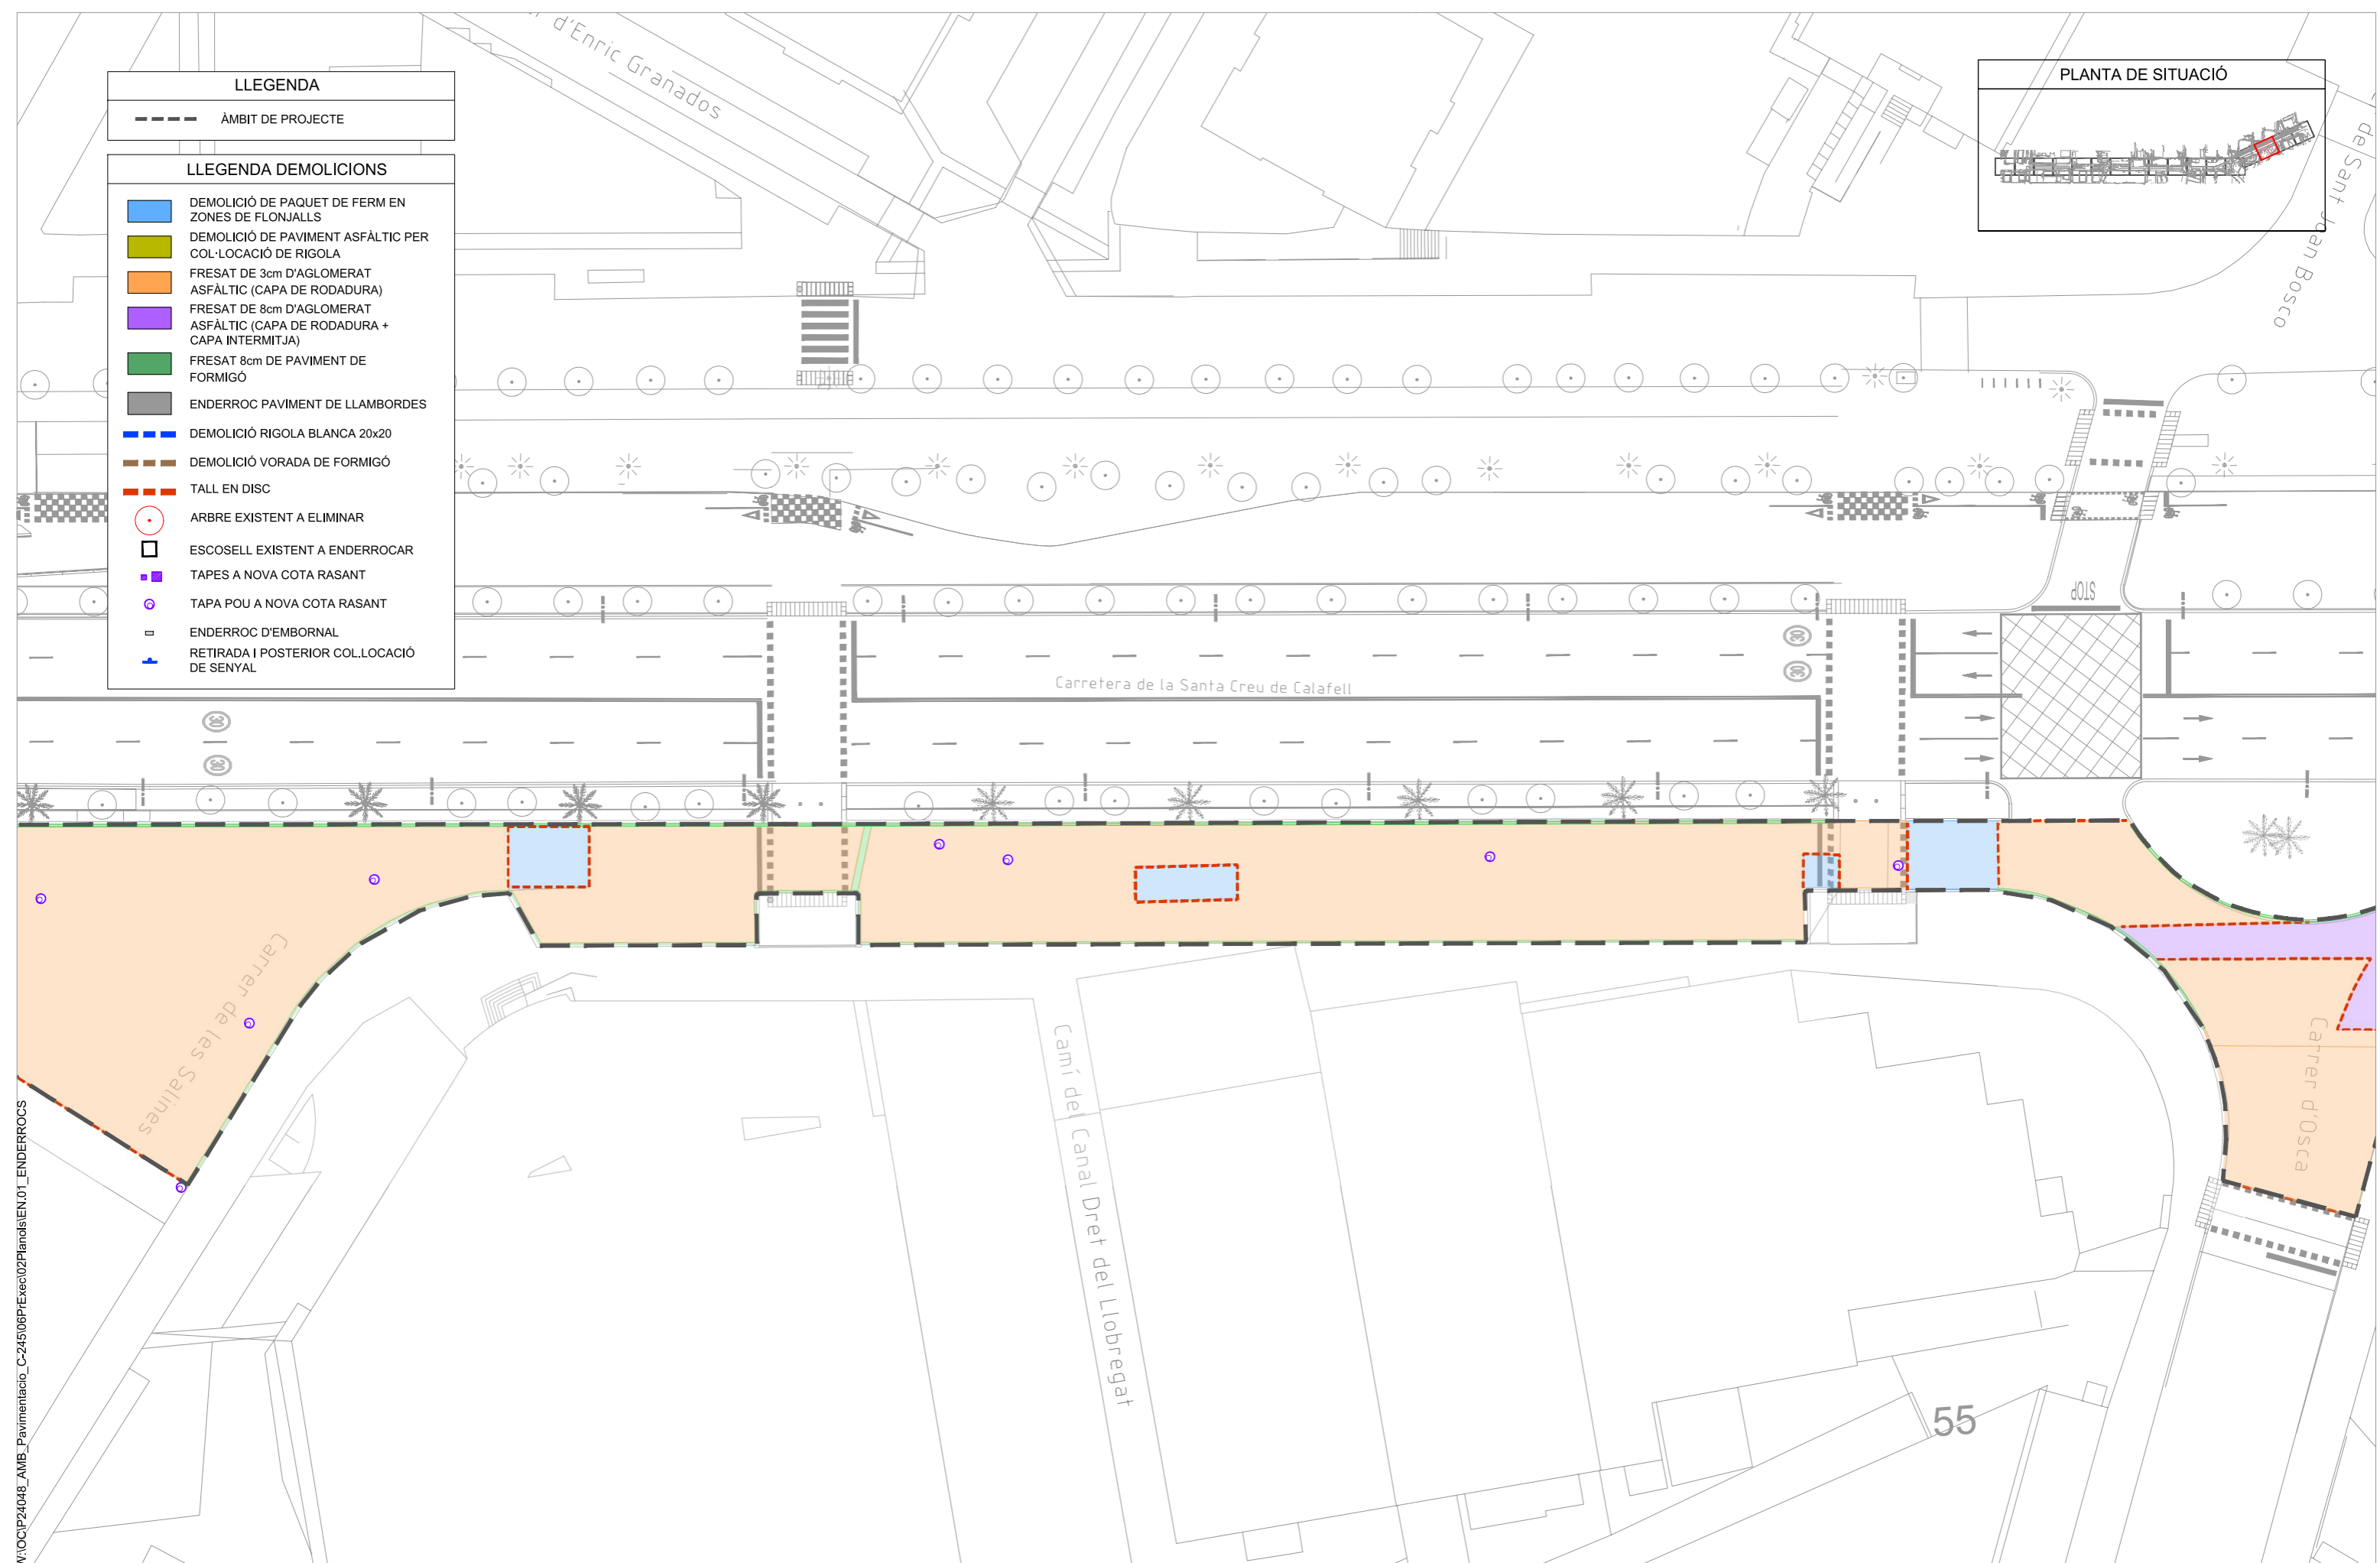 LLEGENDA
ÀMBIT DE PROJECTE
LLEGENDA DEMOLICIONS
DEMOLICIÓ DE PAQUET DE FERM EN
ZONES DE FLONJALLS
DEMOLICIÓ DE PAVIMENT ASFÀLTIC PER
COL·LOCACIÓ DE RIGOLA
FRESAT DE 3cm D'AGLOMERAT
ASFÀLTIC (CAPA DE RODADURA)
FRESAT DE 8cm D'AGLOMERAT
ASFÀLTIC (CAPA DE RODADURA +
CAPA INTERMITJA)
FRESAT 8cm DE PAVIMENT DE
FORMIGÓ
ENDERROC PAVIMENT DE LLAMBORDES
DEMOLICIÓ RIGOLA BLANCA 20x20
DEMOLICIÓ VORADA DE FORMIGÓ
TALL EN DISC
ARBRE EXISTENT A ELIMINAR
ESCOSELL EXISTENT A ENDERROCAR
TAPES A NOVA COTA RASANT
TAPA POU A NOVA COTA RASANT
ENDERROC D'EMBORNAL
RETIRADA I POSTERIOR COL.LOCACIÓ
DE SENYAL
d'Enric Granados
PLANTA DE SITUACIÓ
de Sant Joan Bosco
STOP
30
30
30
30
Carretera de la Santa Creu de Calafell
Carrer de les Salines
Camí del Canal Dret del Llobregat
Carrer d'Osca
55
W:\OC\P24048_AMB_Pavimentacio_C-245\06PrExec\02Planols\EN.01_ENDERROCS